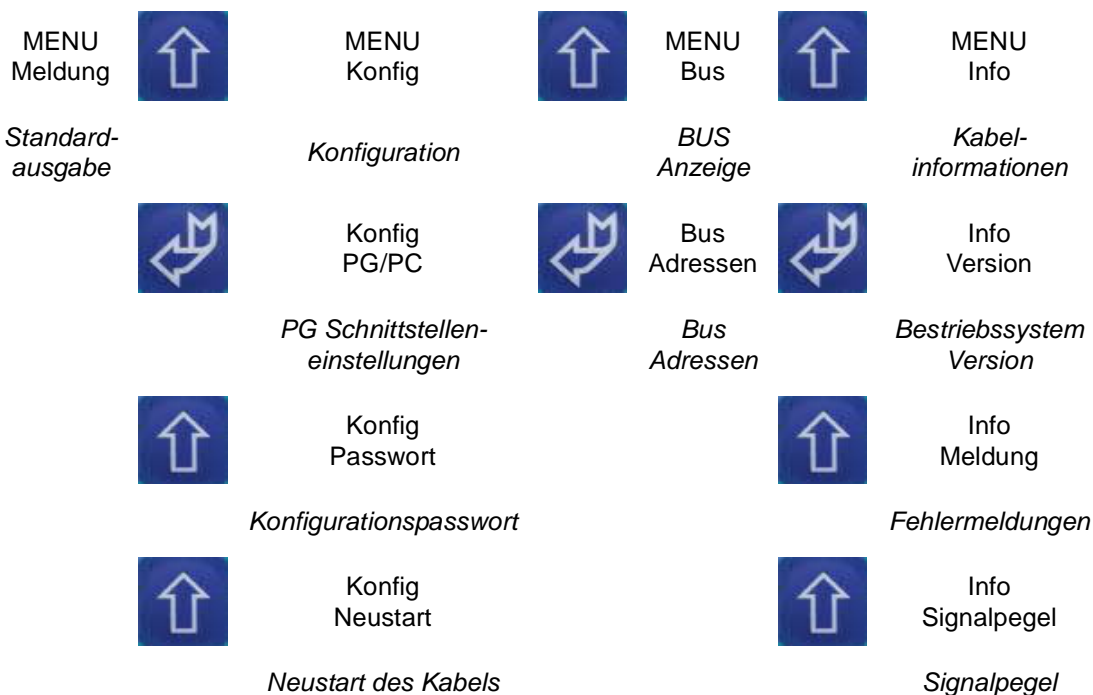 MENU
Meldung
MENU
Konfig
MENU
Bus
MENU
Info
Standard-
ausgabe
Konfiguration
BUS
Anzeige
Kabel-
informationen
Konfig
PG/PC
Bus
Adressen
Info
Version
PG Schnittstellen-
einstellungen
Bus
Adressen
Bestriebssystem
Version
Konfig
Passwort
Info
Meldung
Konfigurationspasswort
Fehlermeldungen
Konfig
Neustart
Info
Signalpegel
Neustart des Kabels
Signalpegel